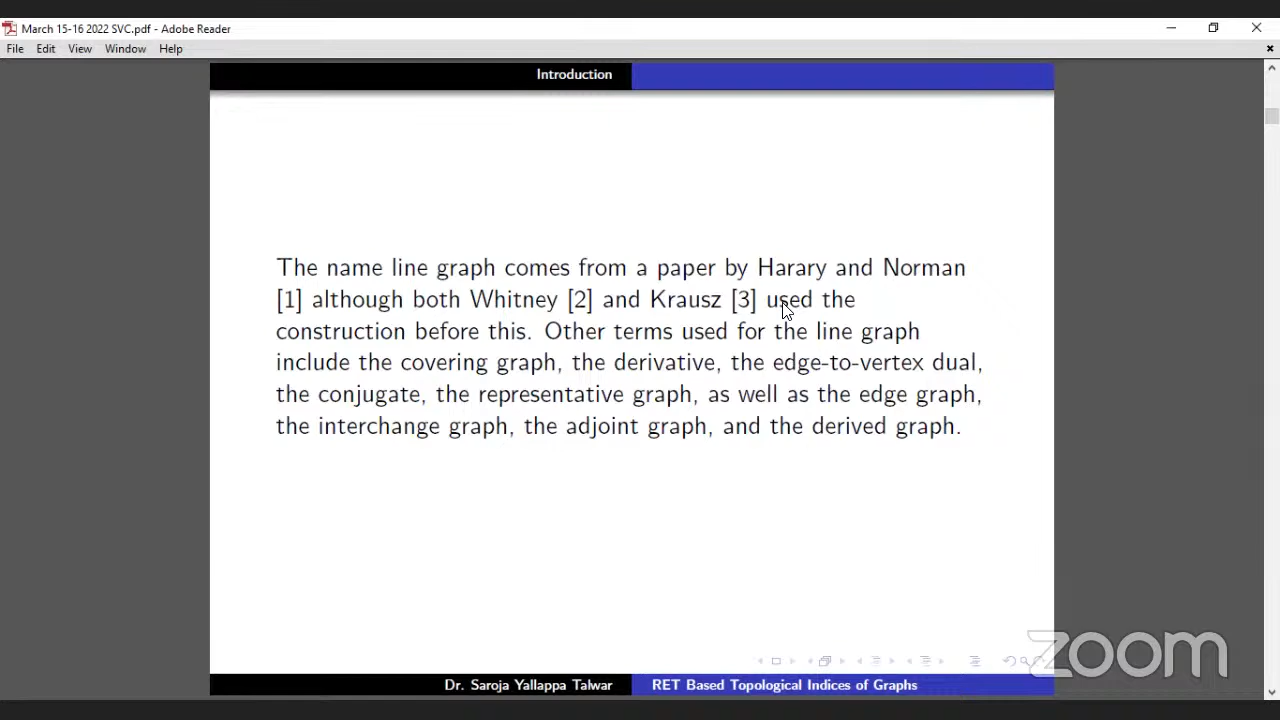 March 15-16 2022 SVC.pdf - Adobe Reader
File Edit View Window Help
Introduction
The name line graph comes from a paper by Harary and Norman
[1] although both Whitney [2] and Krausz [3] used the
construction before this. Other terms used for the line graph
include the covering graph, the derivative, the edge-to-vertex dual,
the conjugate, the representative graph, as well as the edge graph,
the interchange graph, the adjoint graph, and the derived graph.
zoom
Dr. Saroja Yallappa Talwar RET Based Topological Indices of Graphs